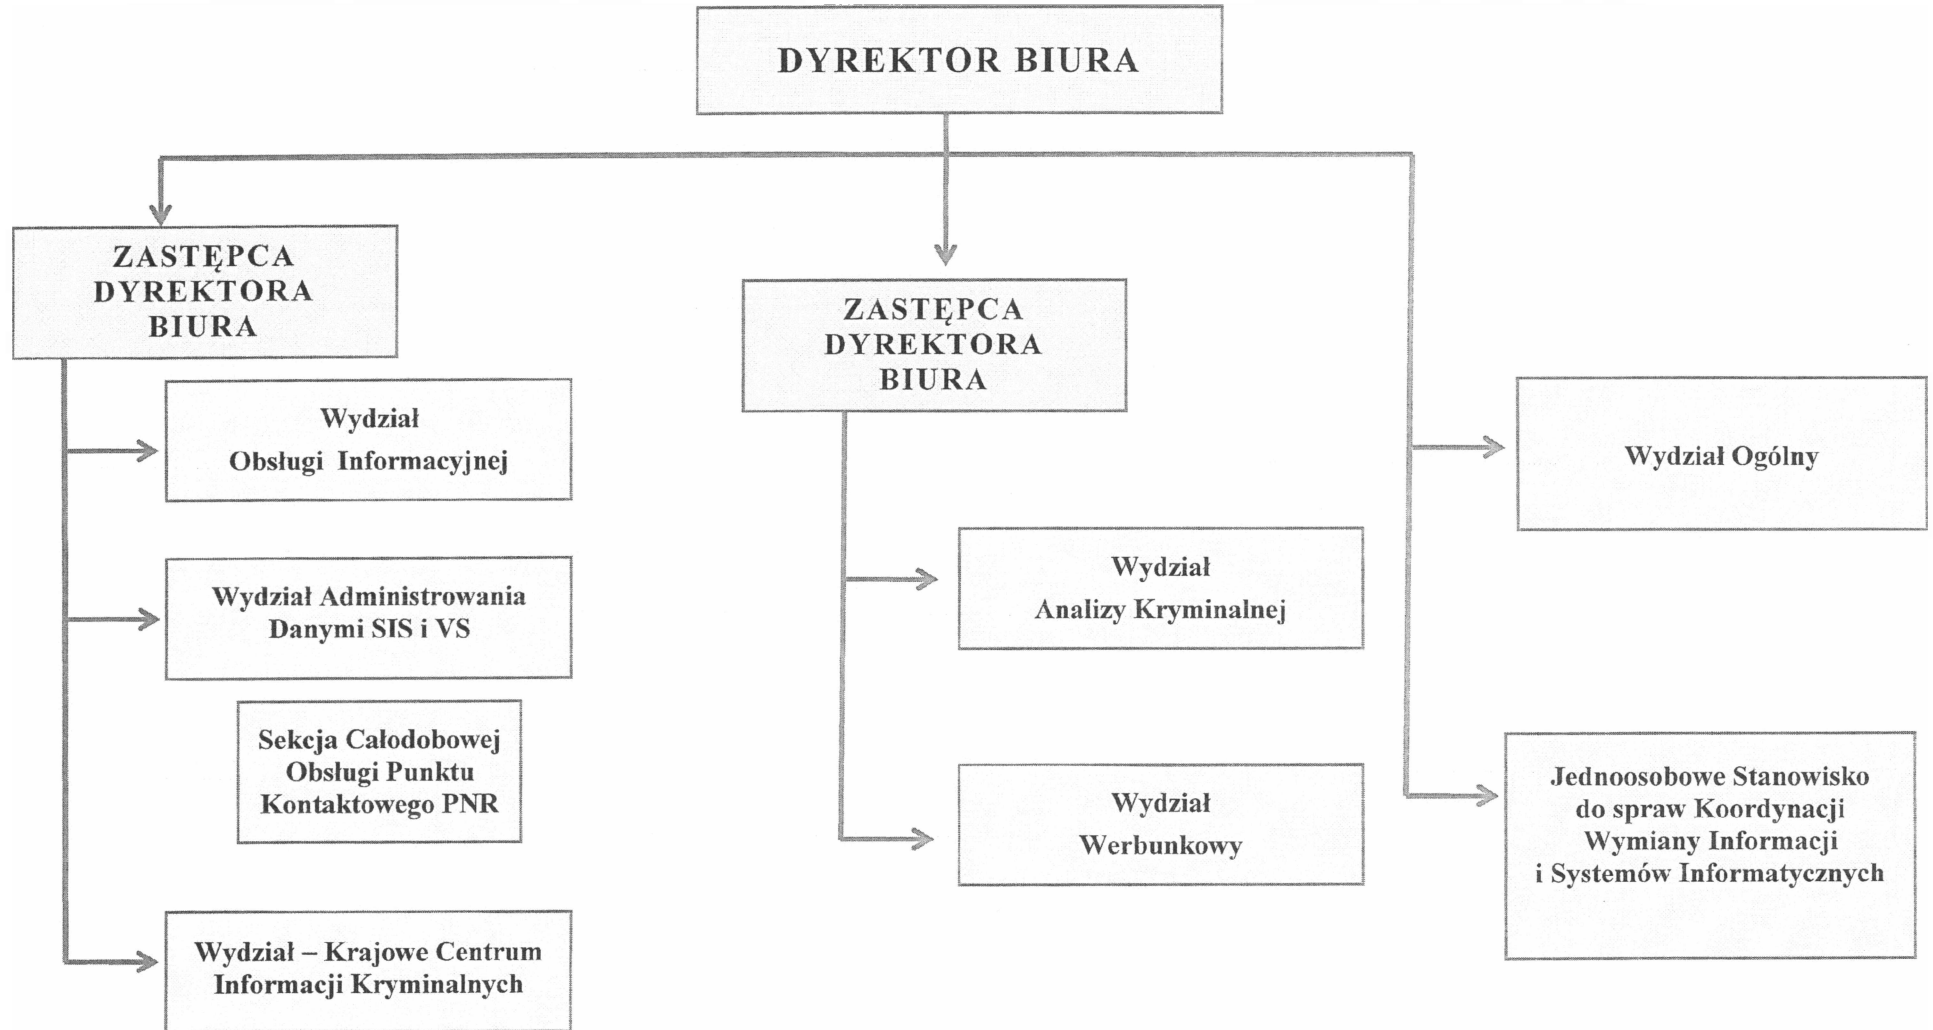 DYREKTOR BIURA
ZASTĘPCA
DYREKTORA
BIURA
Wydział
Obsługi Informacyjnej
Wydział Administrowania
Danymi SIS i VS
Sekcja Całodobowej
Obsługi Punktu
Kontaktowego PNR
Wydział – Krajowe Centrum
Informacji Kryminalnych
ZASTĘPCA
DYREKTORA
BIURA
Wydział
Analizy Kryminalnej
Wydział
Werbunkowy
Wydział Ogólny
Jednoosobowe Stanowisko
do spraw Koordynacji
Wymiany Informacji
i Systemów Informatycznych